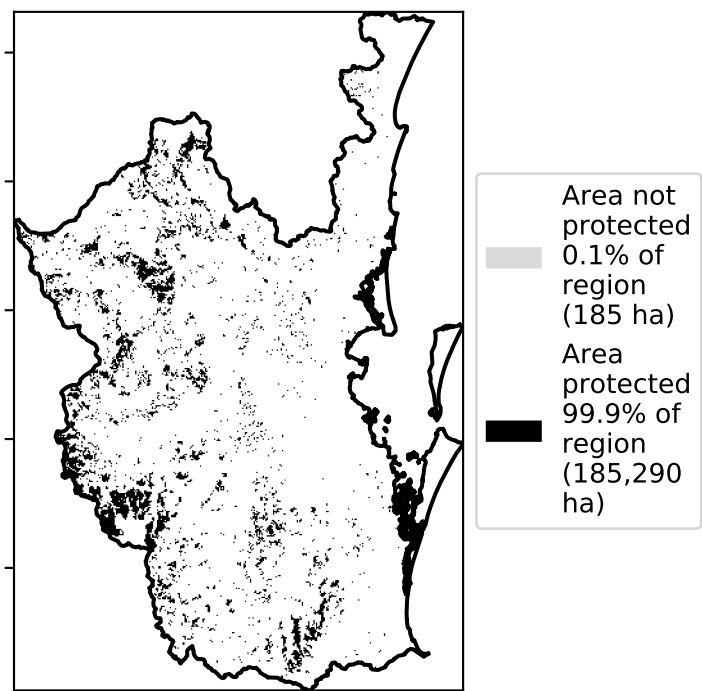 Area not
protected
0.1% of
region
(185 ha)
Area
protected
99.9% of
region
(185,290
ha)